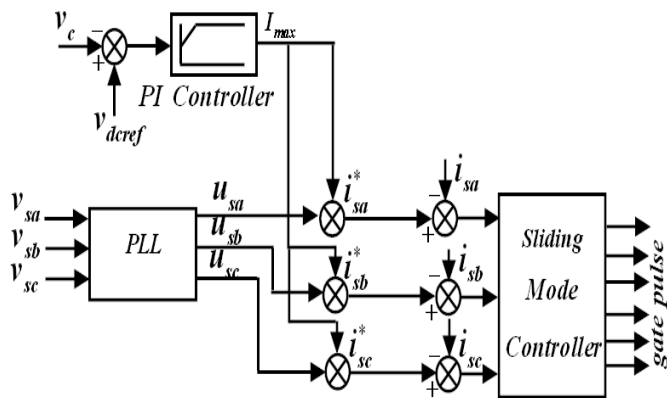 v_c
−
+
v_dcref
I_max
PI Controller
v_sa
v_sb
v_sc
PLL
u_sa
u_sb
u_sc
i*_sa
i*_sb
i*_sc
−
+
i_sa
−
+
i_sb
−
+
i_sc
Sliding
Mode
Controller
gate pulse